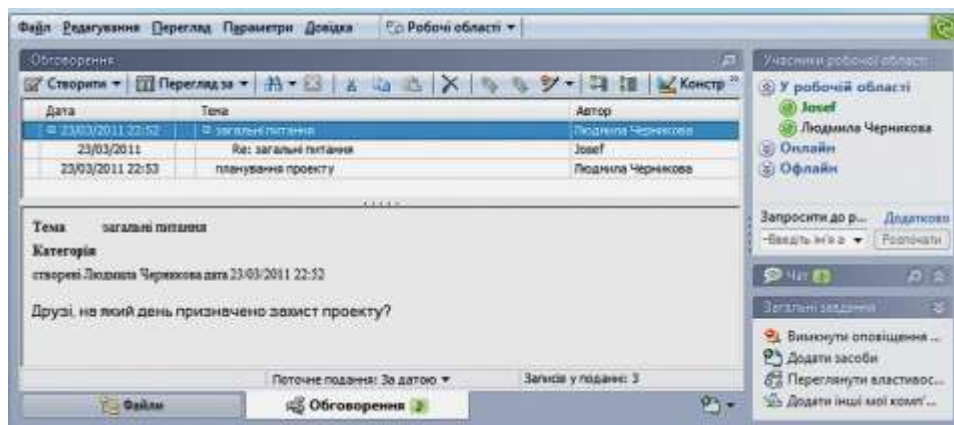 Файл Редагування Перегляд Параметри Довідка Робочі області
Обговорення
Створити Перегляд за Констр
Дата Тема Автор
23/03/2011 22:52 загальні питання Людмила Черникова
23/03/2011 Re: загальні питання Josef
23/03/2011 22:53 планування проекту Людмила Черникова
Тема загальні питання
Категорія
створені Людмила Черникова дата 23/03/2011 22:52
Друзі, на який день призначено захист проекту?
Поточне подання: За датою Записів у поданні: 3
Файли Обговорення
Учасники робочої області
У робочій області
Josef
Людмила Черникова
Онлайн
Офлайн
Запросити до р... Додатково
Розпочати
Чат
Загальні завдання
Вимкнути оповіщення ...
Додати засоби
Переглянути властивос...
Додати інші мої комп'...